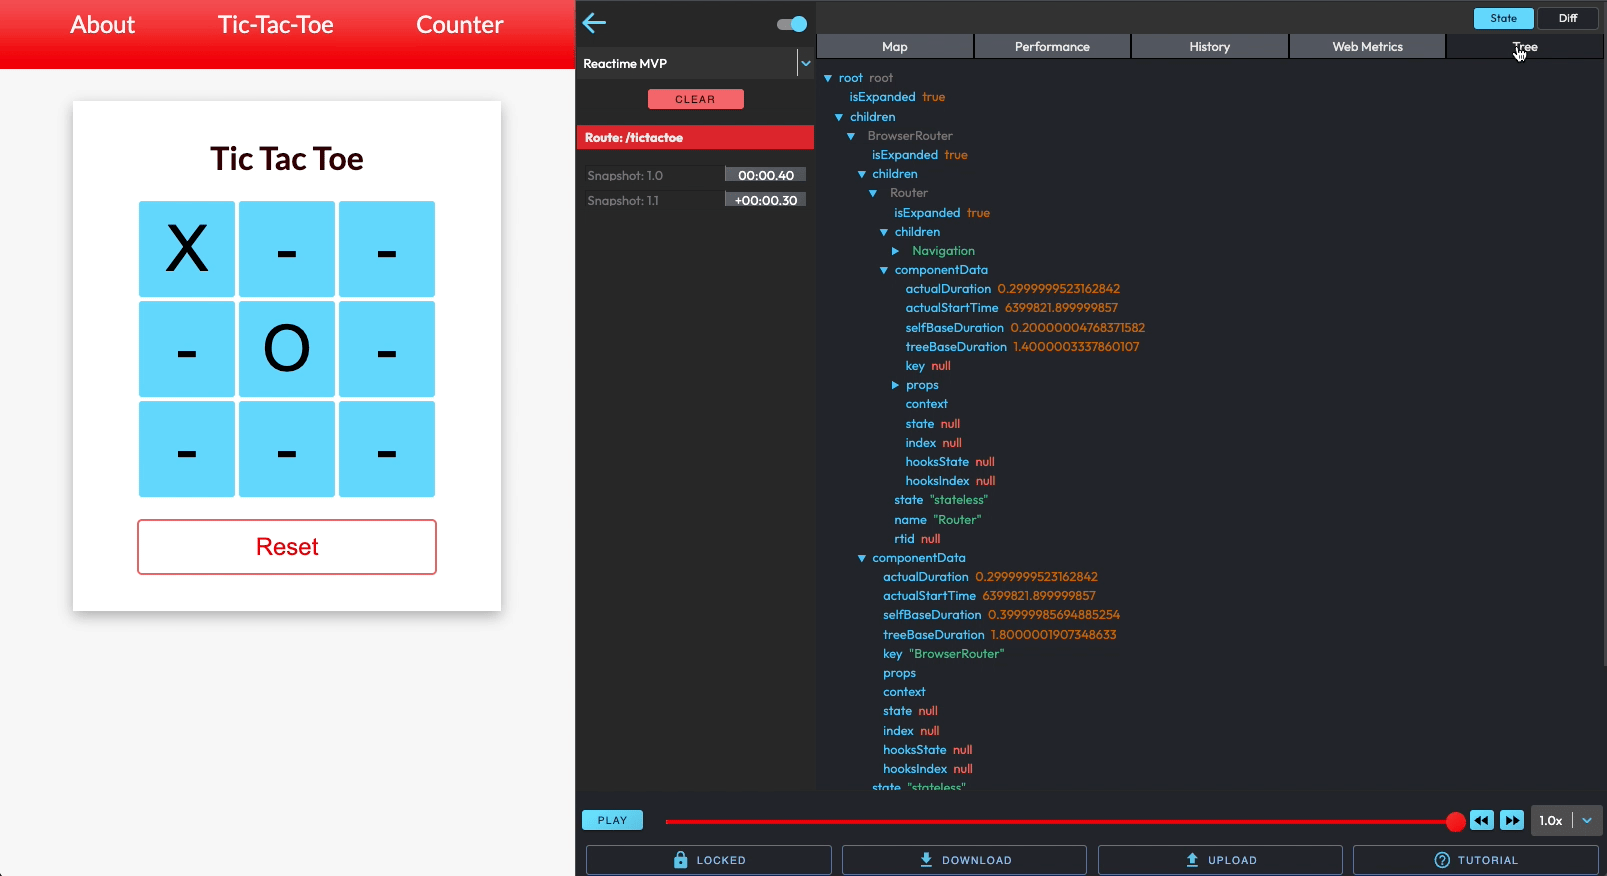 About Tic-Tac-Toe Counter
Tic Tac Toe
X - -
- O -
- - -
Reset
Reactime MVP
CLEAR
Route: /tictactoe
Snapshot: 1.0 00:00.40
Snapshot: 1.1 +00:00.30
State Diff
Map Performance History Web Metrics Tree
root root
isExpanded true
children
BrowserRouter
isExpanded true
children
Router
isExpanded true
children
Navigation
componentData
actualDuration 0.2999999523162842
actualStartTime 6399821.899999857
selfBaseDuration 0.20000004768371582
treeBaseDuration 1.4000003337860107
key null
props
context
state null
index null
hooksState null
hooksIndex null
state "stateless"
name "Router"
rtid null
componentData
actualDuration 0.2999999523162842
actualStartTime 6399821.899999857
selfBaseDuration 0.39999985694885254
treeBaseDuration 1.8000001907348633
key "BrowserRouter"
props
context
state null
index null
hooksState null
hooksIndex null
state "stateless"
PLAY 1.0x
LOCKED DOWNLOAD UPLOAD TUTORIAL